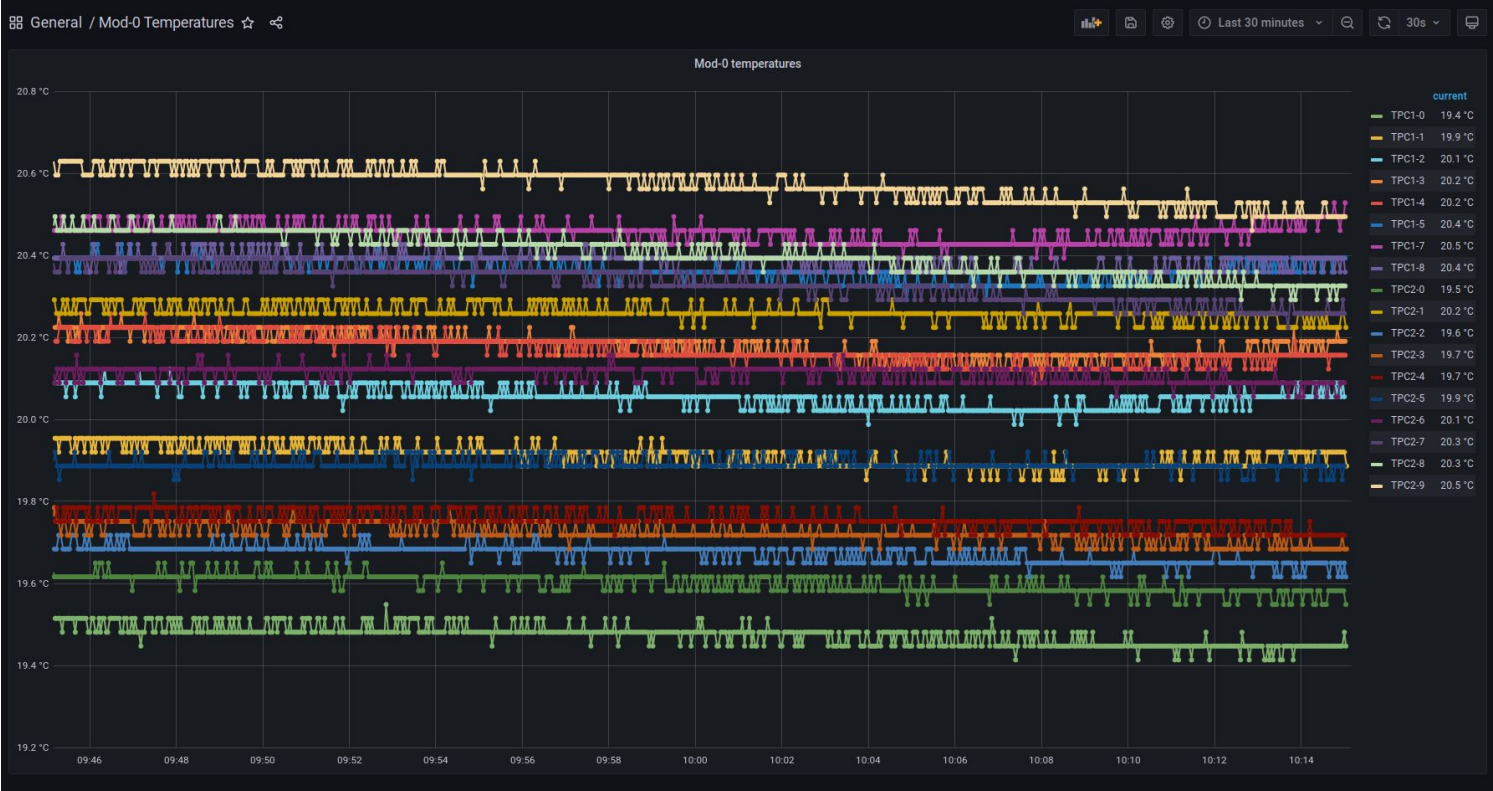 General / Mod-0 Temperatures
Last 30 minutes
30s
Mod-0 temperatures
20.8 °C
20.6 °C
20.4 °C
20.2 °C
20.0 °C
19.8 °C
19.6 °C
19.4 °C
19.2 °C
09:46 09:48 09:50 09:52 09:54 09:56 09:58 10:00 10:02 10:04 10:06 10:08 10:10 10:12 10:14
current
TPC1-0 19.4 °C
TPC1-1 19.9 °C
TPC1-2 20.1 °C
TPC1-3 20.2 °C
TPC1-4 20.2 °C
TPC1-5 20.4 °C
TPC1-7 20.5 °C
TPC1-8 20.4 °C
TPC2-0 19.5 °C
TPC2-1 20.2 °C
TPC2-2 19.6 °C
TPC2-3 19.7 °C
TPC2-4 19.7 °C
TPC2-5 19.9 °C
TPC2-6 20.1 °C
TPC2-7 20.3 °C
TPC2-8 20.3 °C
TPC2-9 20.5 °C